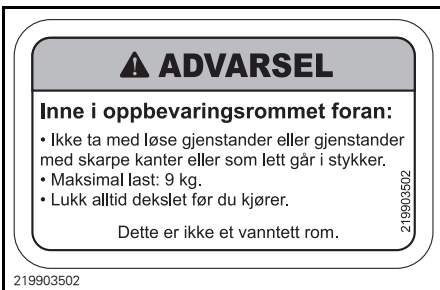 ADVARSEL
Inne i oppbevaringsrommet foran:
• Ikke ta med løse gjenstander eller gjenstander
med skarpe kanter eller som lett går i stykker.
• Maksimal last: 9 kg.
• Lukk alltid dekslet før du kjører.
Dette er ikke et vanntett rom.
219903502
219903502